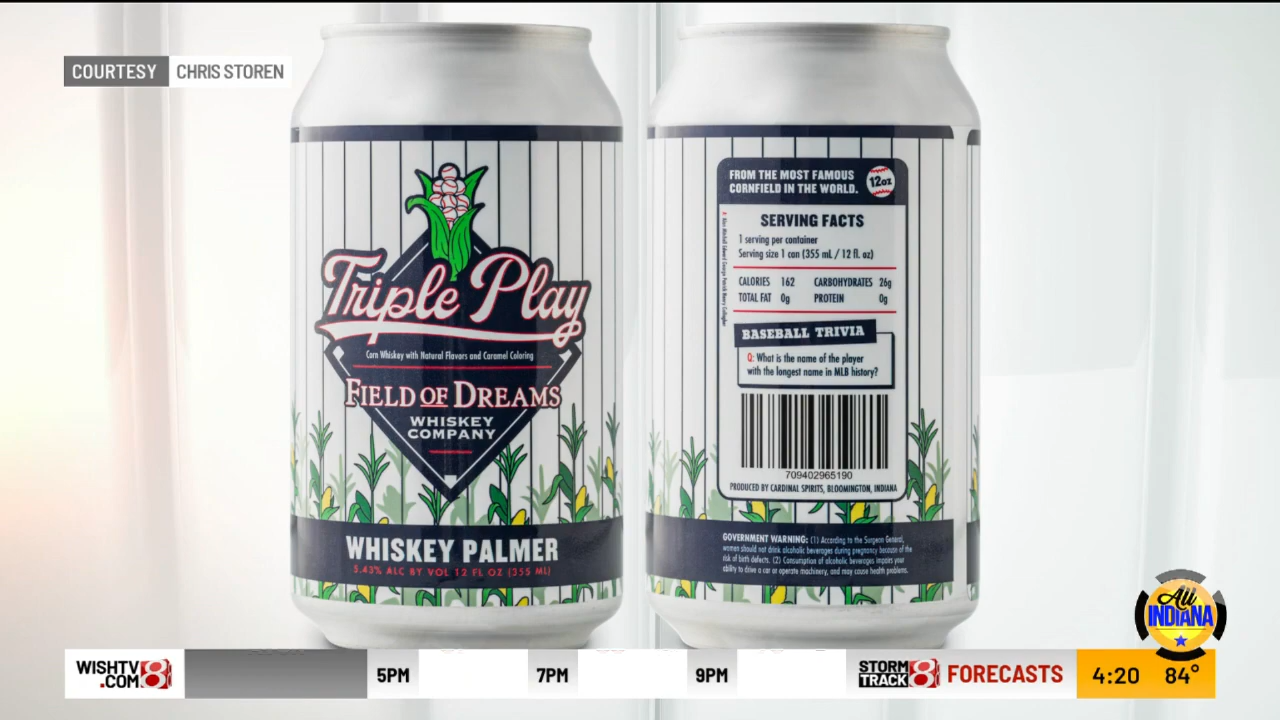 COURTESY CHRIS STOREN
Triple Play
Corn Whiskey with Natural Flavors and Caramel Coloring
FIELD OF DREAMS
WHISKEY
COMPANY
WHISKEY PALMER
5.43% ALC BY VOL 12 FL OZ (355 ML)
FROM THE MOST FAMOUS
CORNFIELD IN THE WORLD.
12oz
SERVING FACTS
1 serving per container
Serving size 1 can (355 mL / 12 fl. oz)
CALORIES 162 CARBOHYDRATES 26g
TOTAL FAT 0g PROTEIN 0g
BASEBALL TRIVIA
Q: What is the name of the player
with the longest name in MLB history?
709402965190
PRODUCED BY CARDINAL SPIRITS, BLOOMINGTON, INDIANA
GOVERNMENT WARNING: (1) According to the Surgeon General,
women should not drink alcoholic beverages during pregnancy because of the
risk of birth defects. (2) Consumption of alcoholic beverages impairs your
ability to drive a car or operate machinery, and may cause health problems.
All
INDIANA
WISHTV
.COM 8
5PM 7PM 9PM
STORM
TRACK 8 FORECASTS
4:20 84°